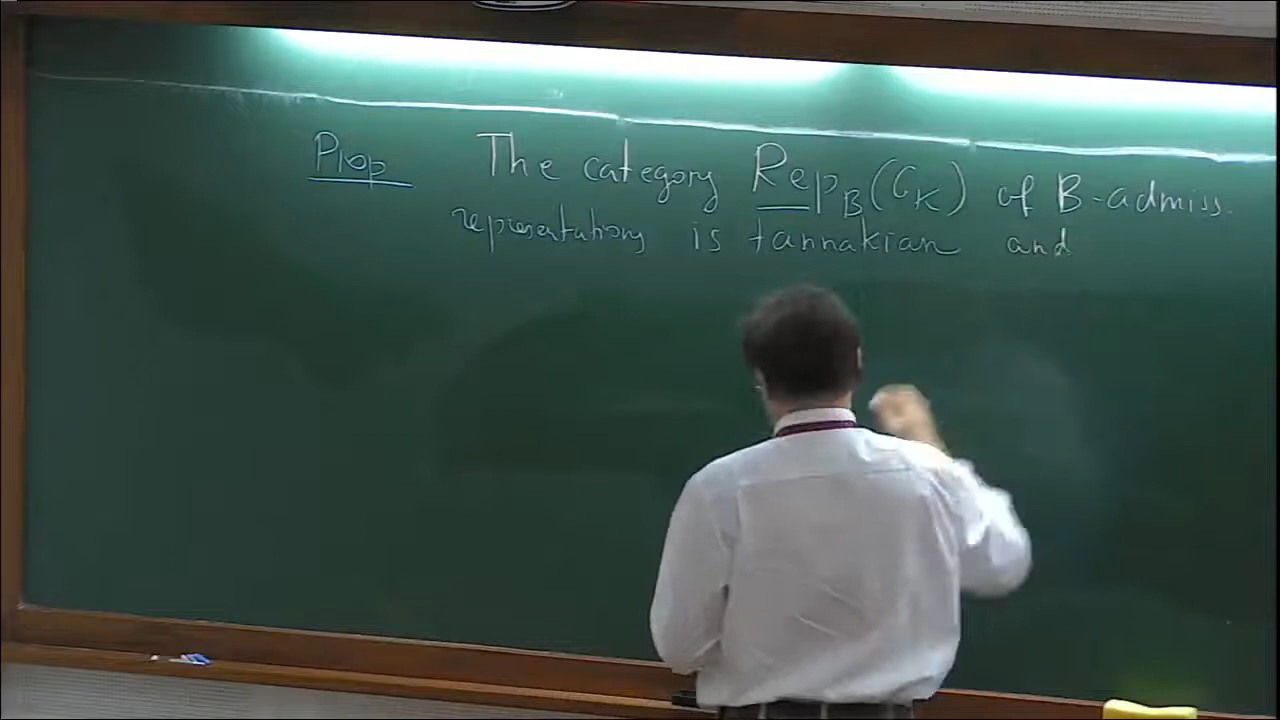 Prop The category Rep_B(G_K) of B-admiss.
representations is tannakian and